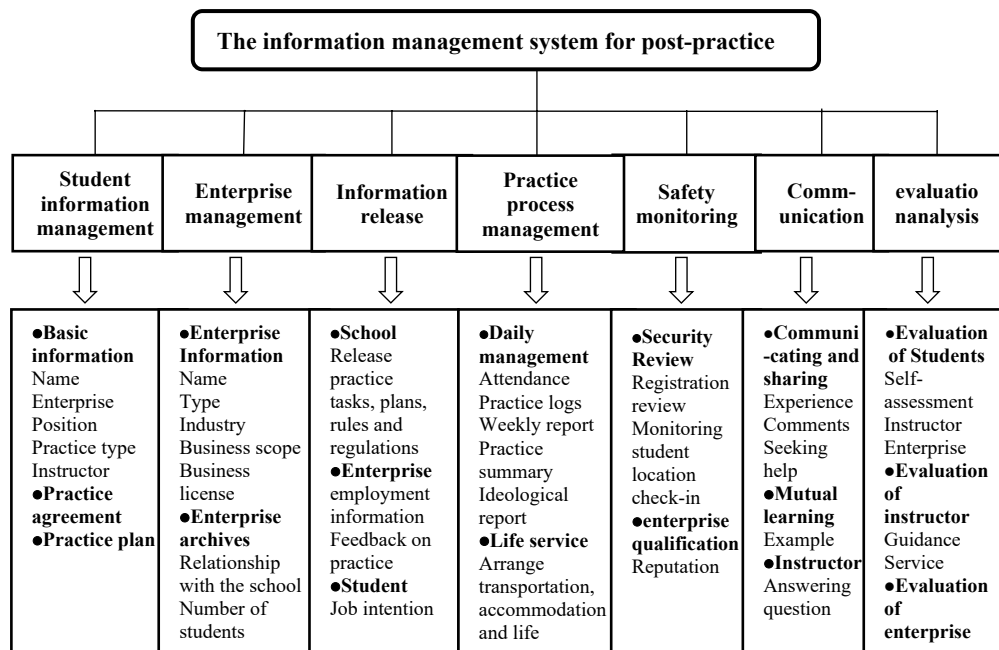 The information management system for post-practice
Student
information
management
Enterprise
management
Information
release
Practice
process
management
Safety
monitoring
Comm-
unication
evaluatio
nanalysis
●Basic
information
Name
Enterprise
Position
Practice type
Instructor
●Practice
agreement
●Practice plan
●Enterprise
Information
Name
Type
Industry
Business scope
Business
license
●Enterprise
archives
Relationship
with the school
Number of
students
●School
Release
practice
tasks, plans,
rules and
regulations
●Enterprise
employment
information
Feedback on
practice
●Student
Job intention
●Daily
management
Attendance
Practice logs
Weekly report
Practice
summary
Ideological
report
●Life service
Arrange
transportation,
accommodation
and life
●Security
Review
Registration
review
Monitoring
student
location
check-in
●enterprise
qualification
Reputation
●Communi
-cating and
sharing
Experience
Comments
Seeking
help
●Mutual
learning
Example
●Instructor
Answering
question
●Evaluation
of Students
Self-
assessment
Instructor
Enterprise
●Evaluation
of
instructor
Guidance
Service
●Evaluation
of
enterprise